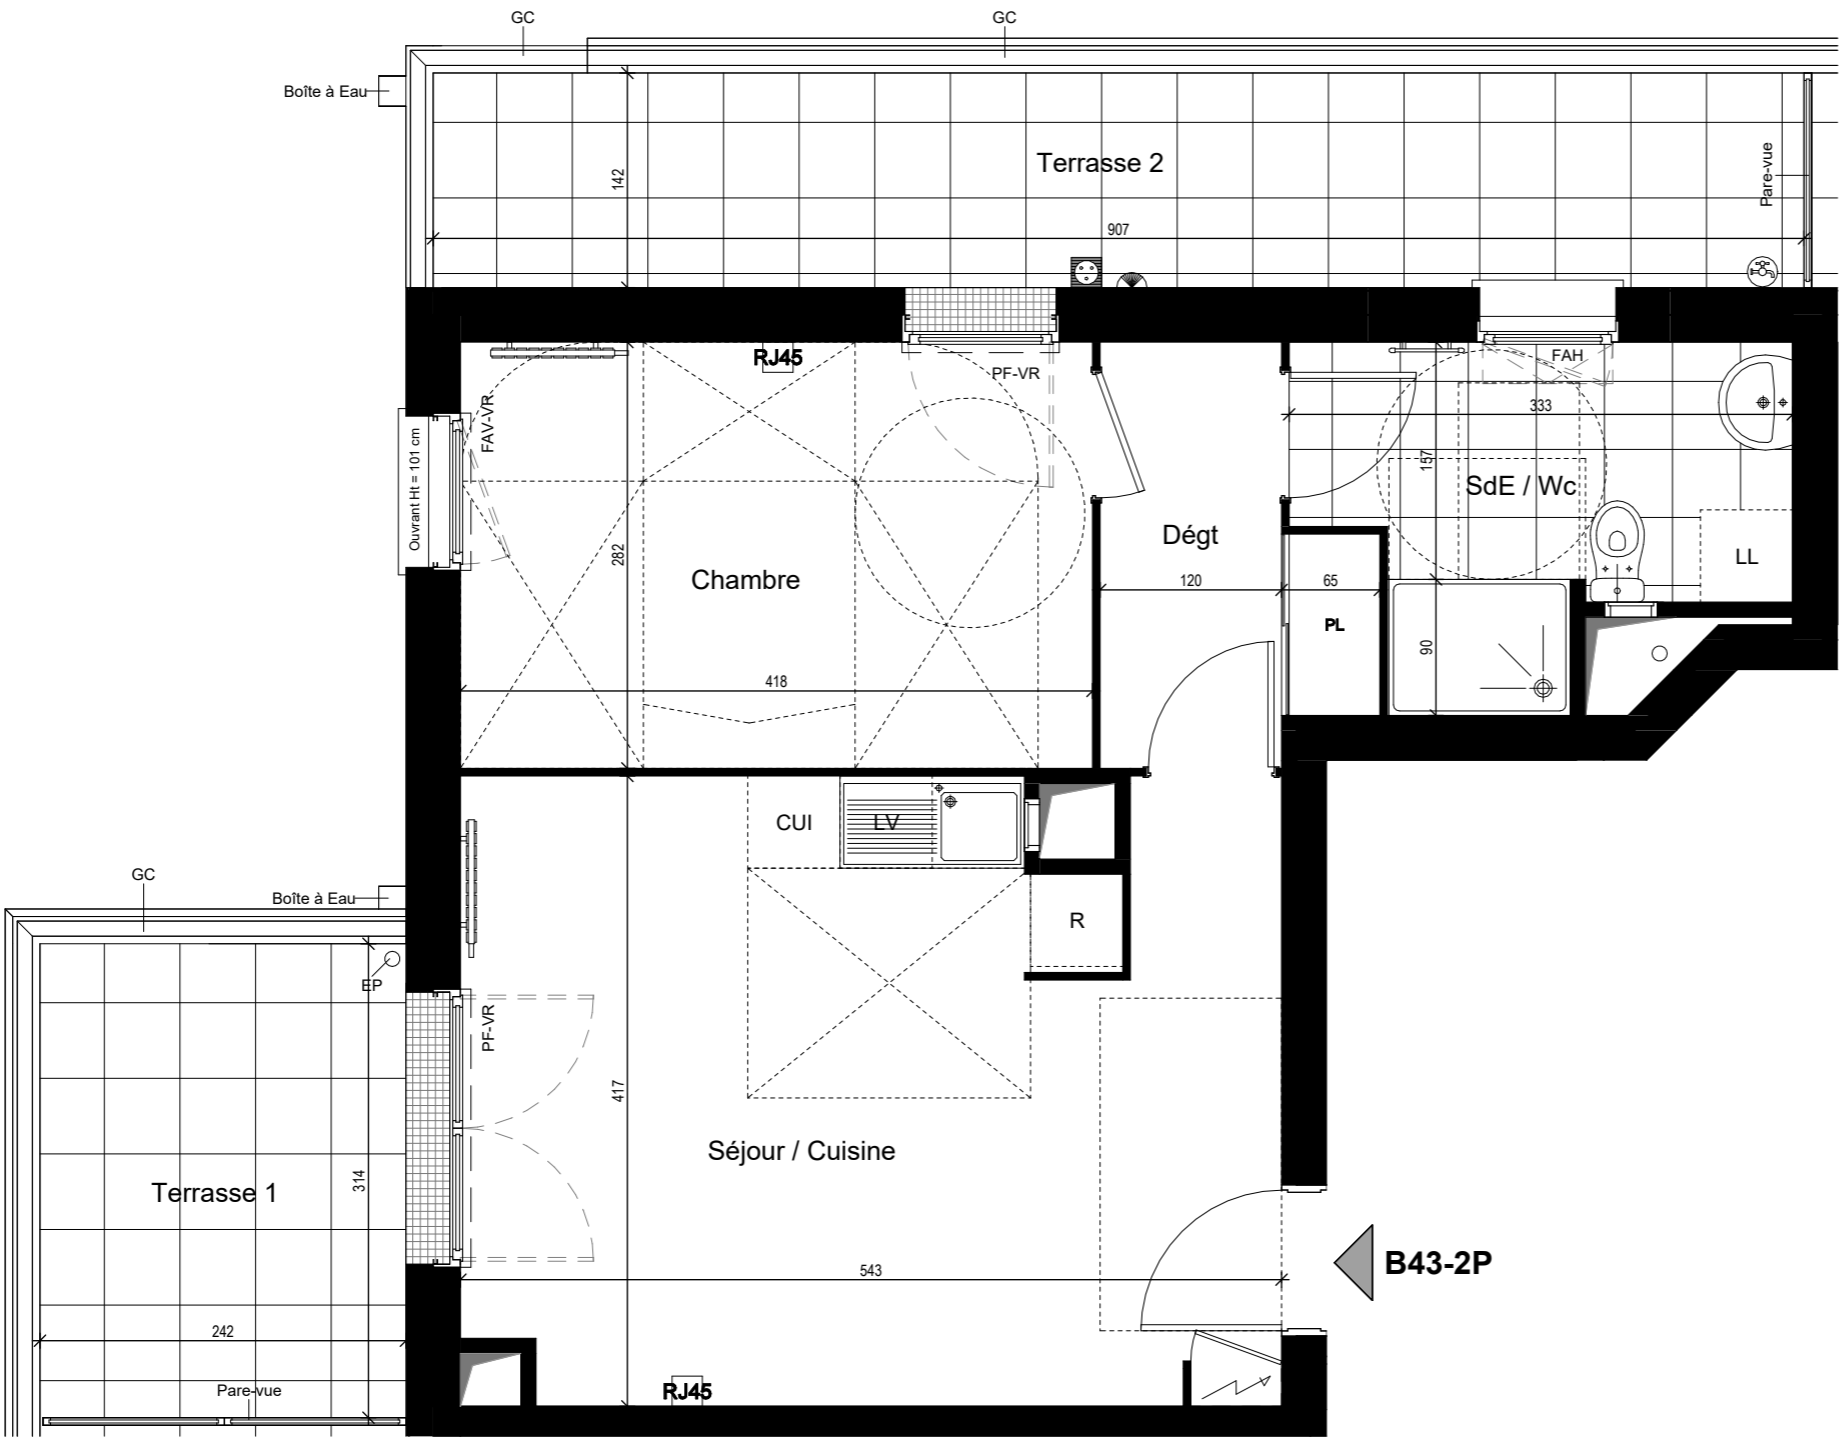 GC
GC
Boîte à Eau
Terrasse 2
142
Pare-vue
907
RJ45
PF-VR
FAH
FAV-VR
333
Ouvrant Ht = 101 cm
157
SdE / Wc
Dégt
282
Chambre
LL
120
65
PL
90
418
CUI
LV
GC
Boîte à Eau
R
EP
PF-VR
417
Séjour / Cuisine
314
Terrasse 1
B43-2P
543
242
Pare-vue
RJ45